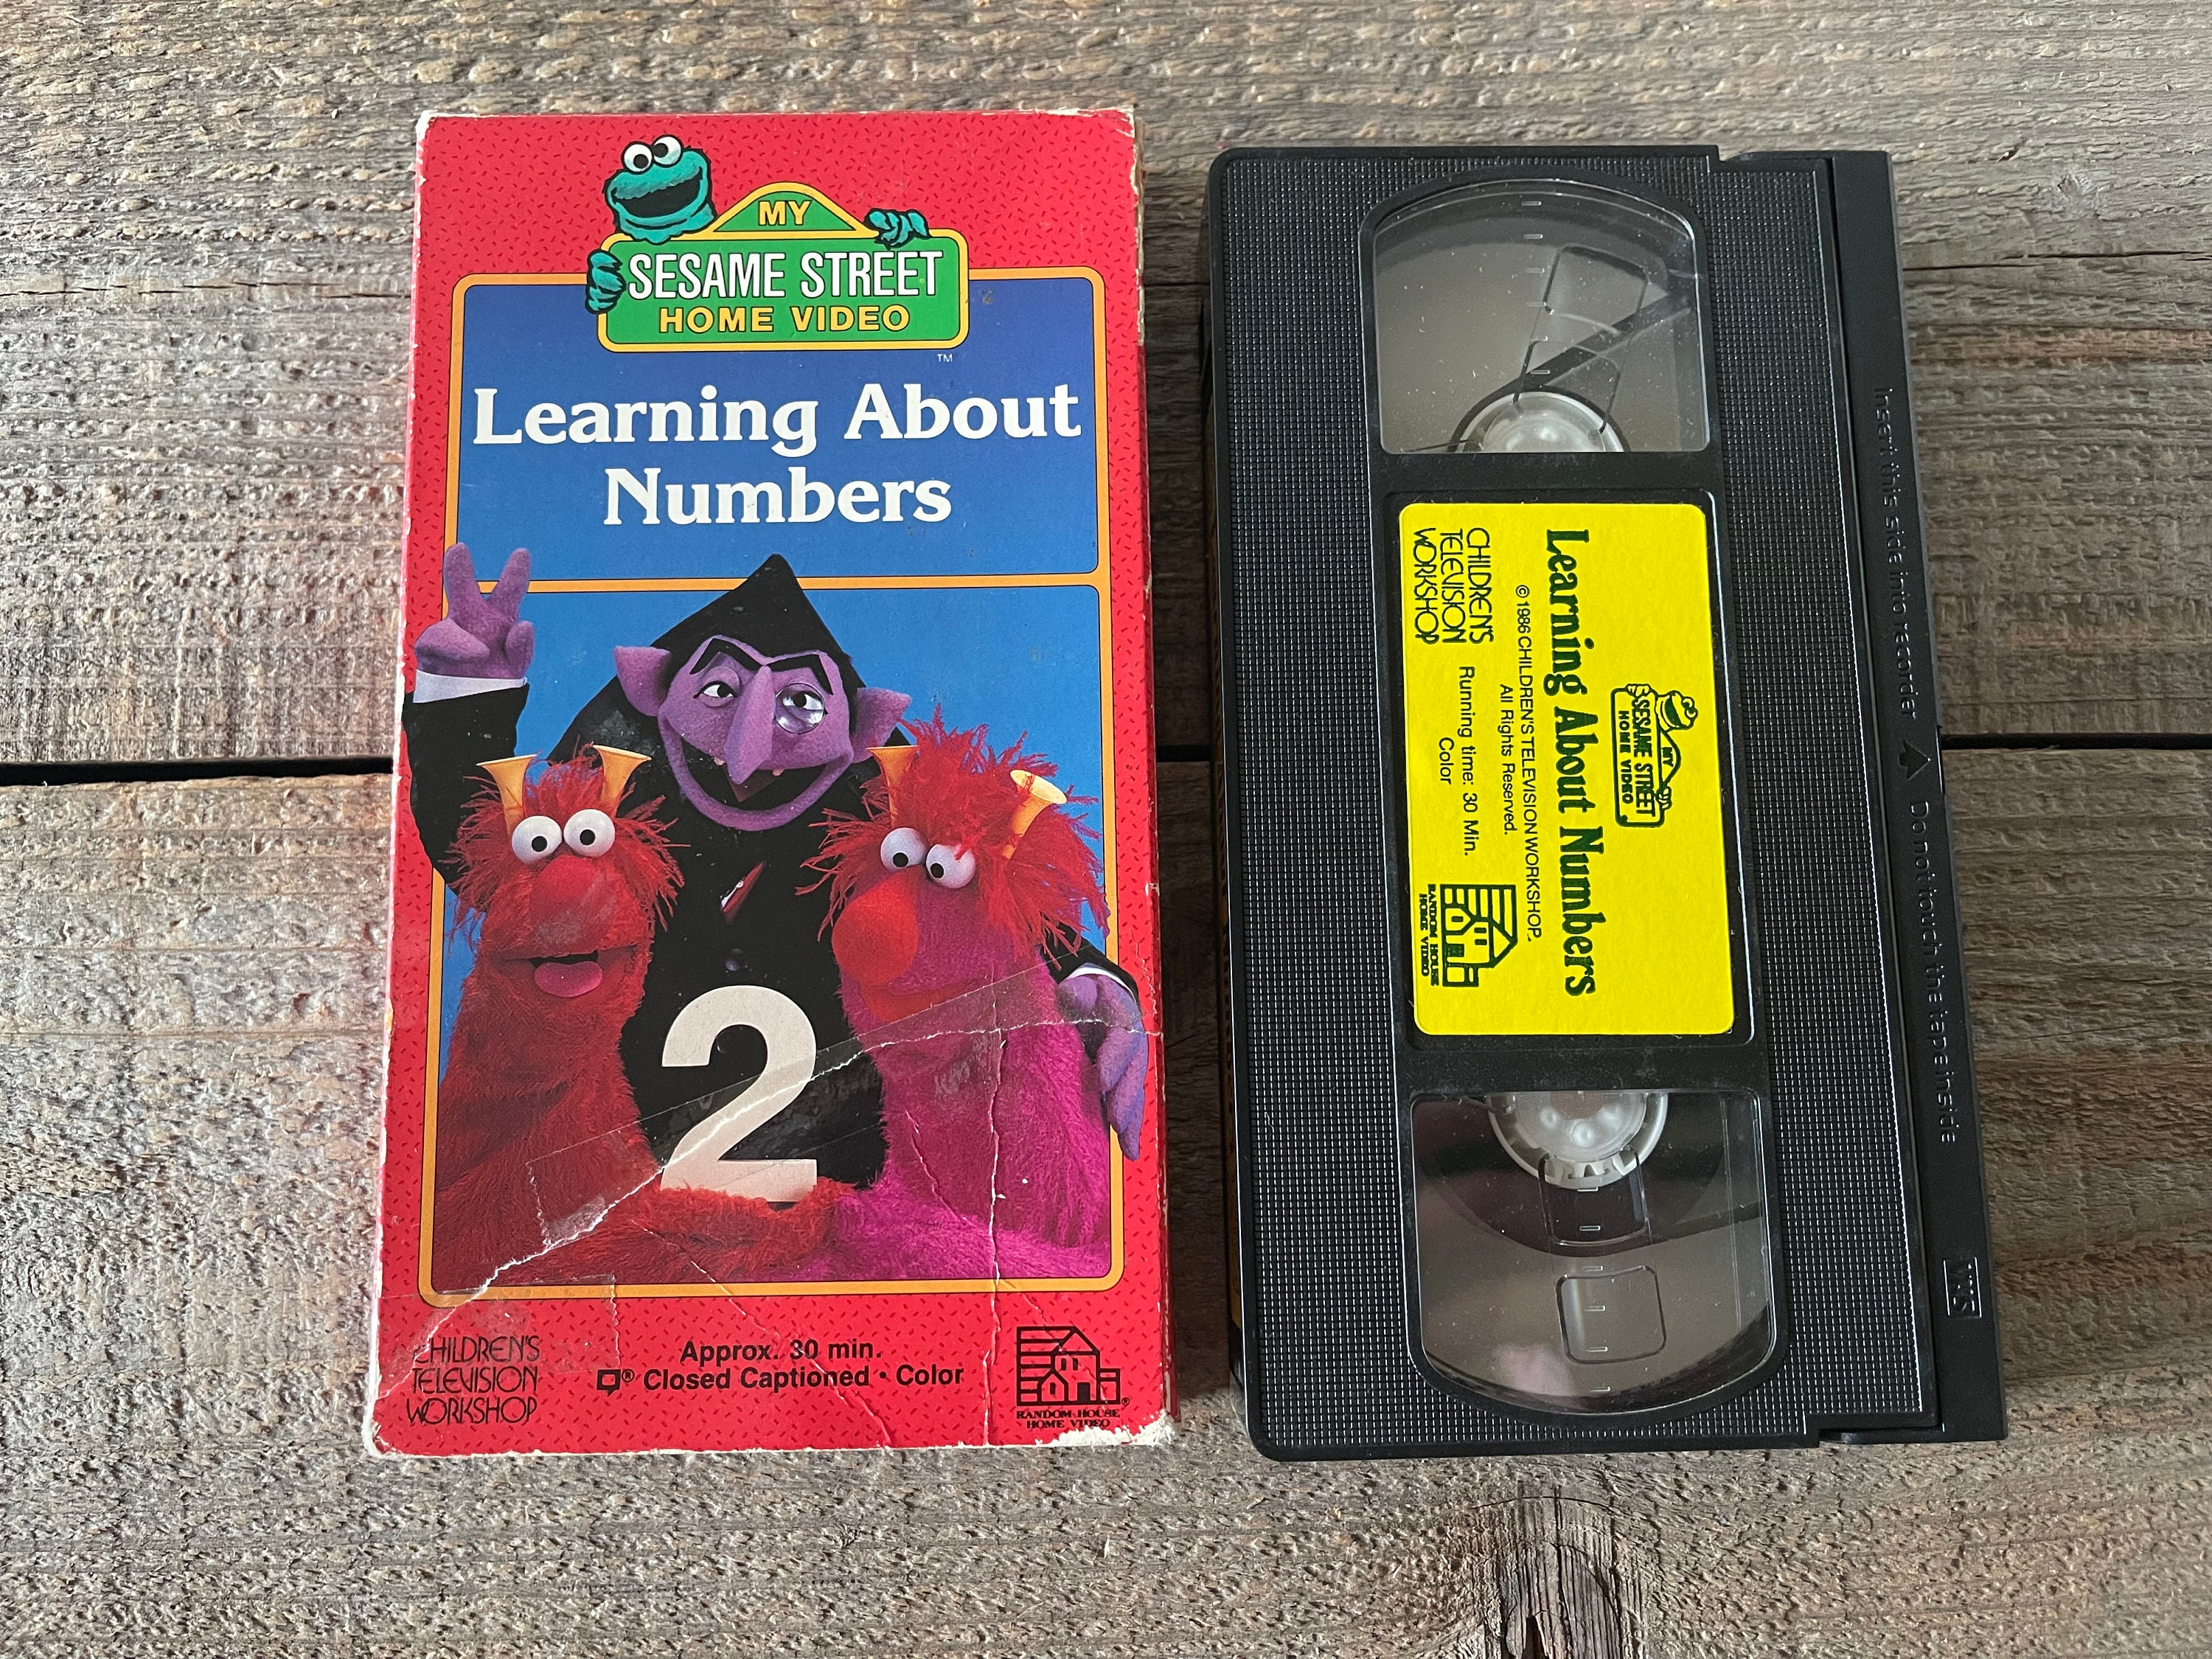 MY
SESAME STREET
HOME VIDEO
™
Learning About
Numbers
2
CHILDREN'S
TELEVISION
WORKSHOP
Approx. 30 min.
® Closed Captioned • Color
®
RANDOM HOUSE
HOME VIDEO
MY
SESAME STREET
HOME VIDEO
Learning About Numbers
© 1986 CHILDREN'S TELEVISION WORKSHOP.
All Rights Reserved.
CHILDREN'S
TELEVISION
WORKSHOP
Running time: 30 Min.
Color
RANDOM HOUSE
HOME VIDEO
Insert this side into recorder
Do not touch the tape inside
VHS